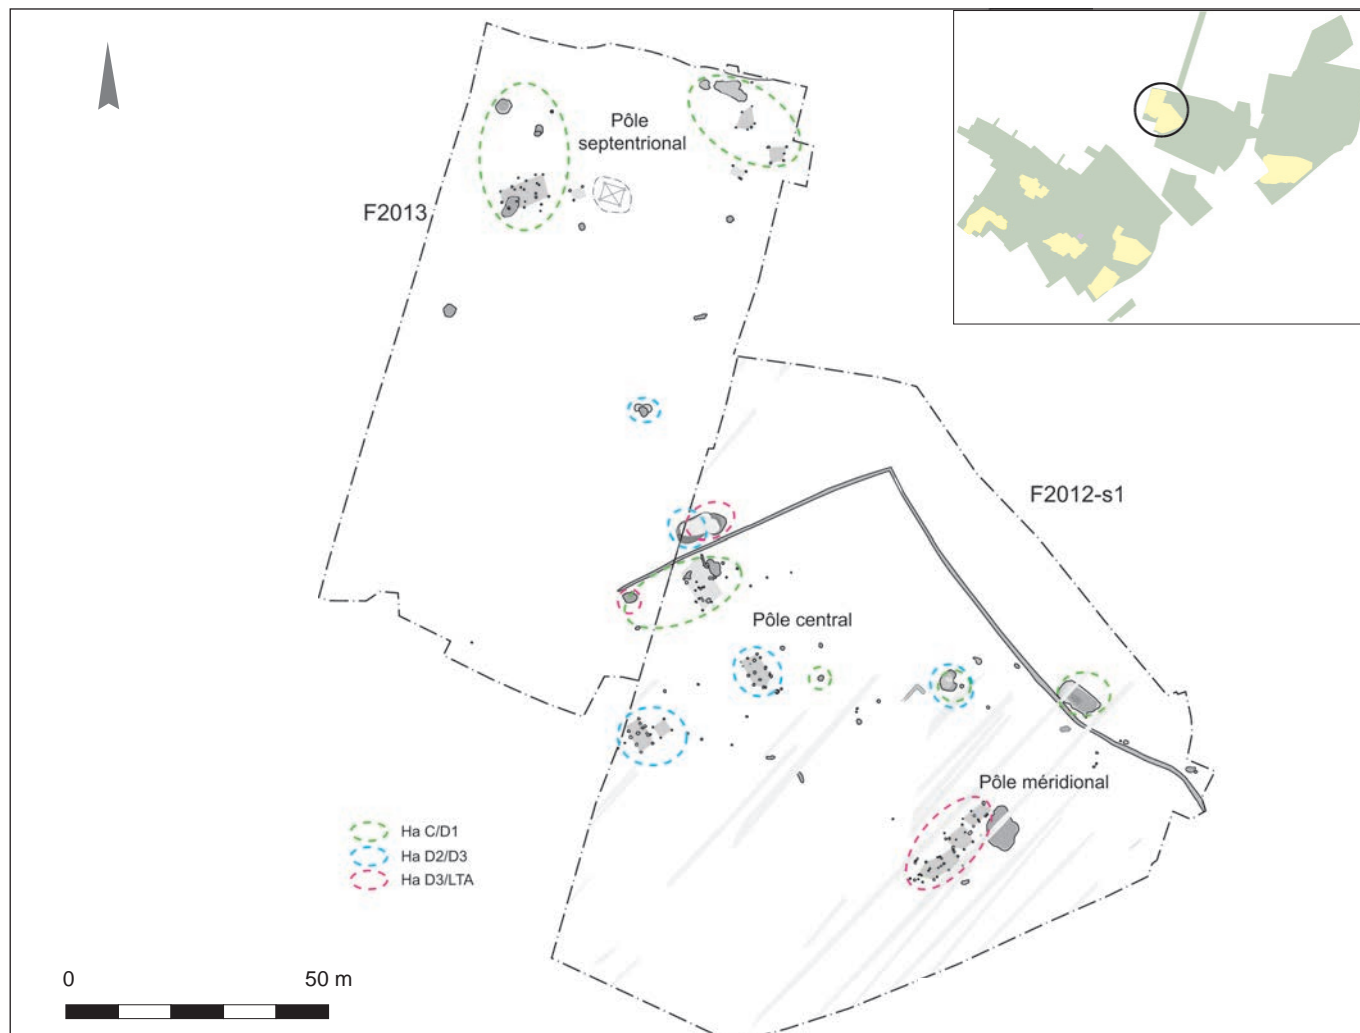 Pôle
septentrional
F2013
F2012-s1
Pôle central
Pôle méridional
Ha C/D1
Ha D2/D3
Ha D3/LTA
0
50 m